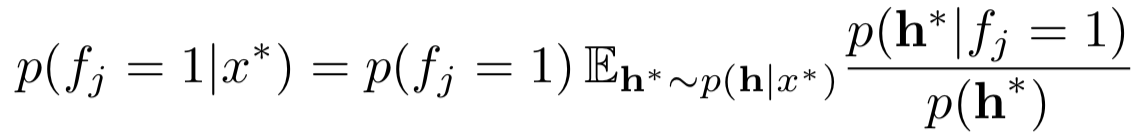 p(f_j = 1|x^*) = p(f_j = 1) \, \mathbb{E}_{\mathbf{h}^* \sim p(\mathbf{h}|x^*)} \frac{p(\mathbf{h}^*|f_j = 1)}{p(\mathbf{h}^*)}